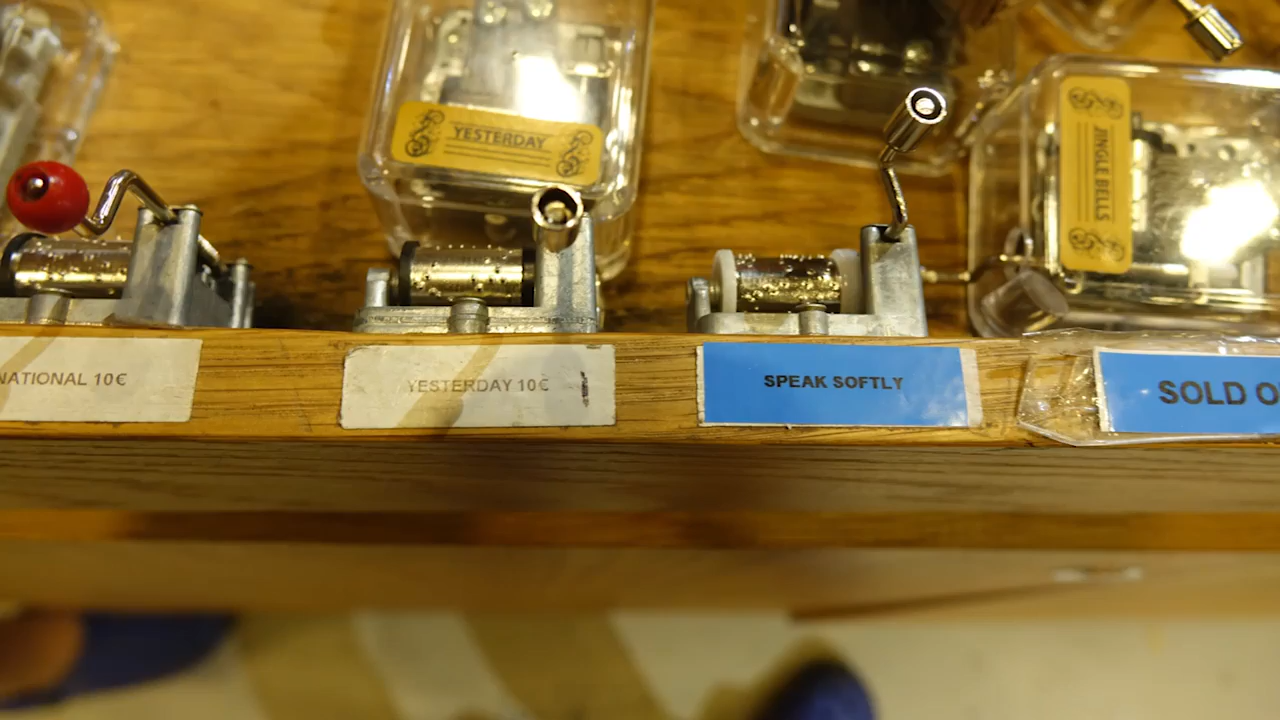 YESTERDAY
JINGLE BELLS
NATIONAL 10€
YESTERDAY 10€
SPEAK SOFTLY
SOLD O